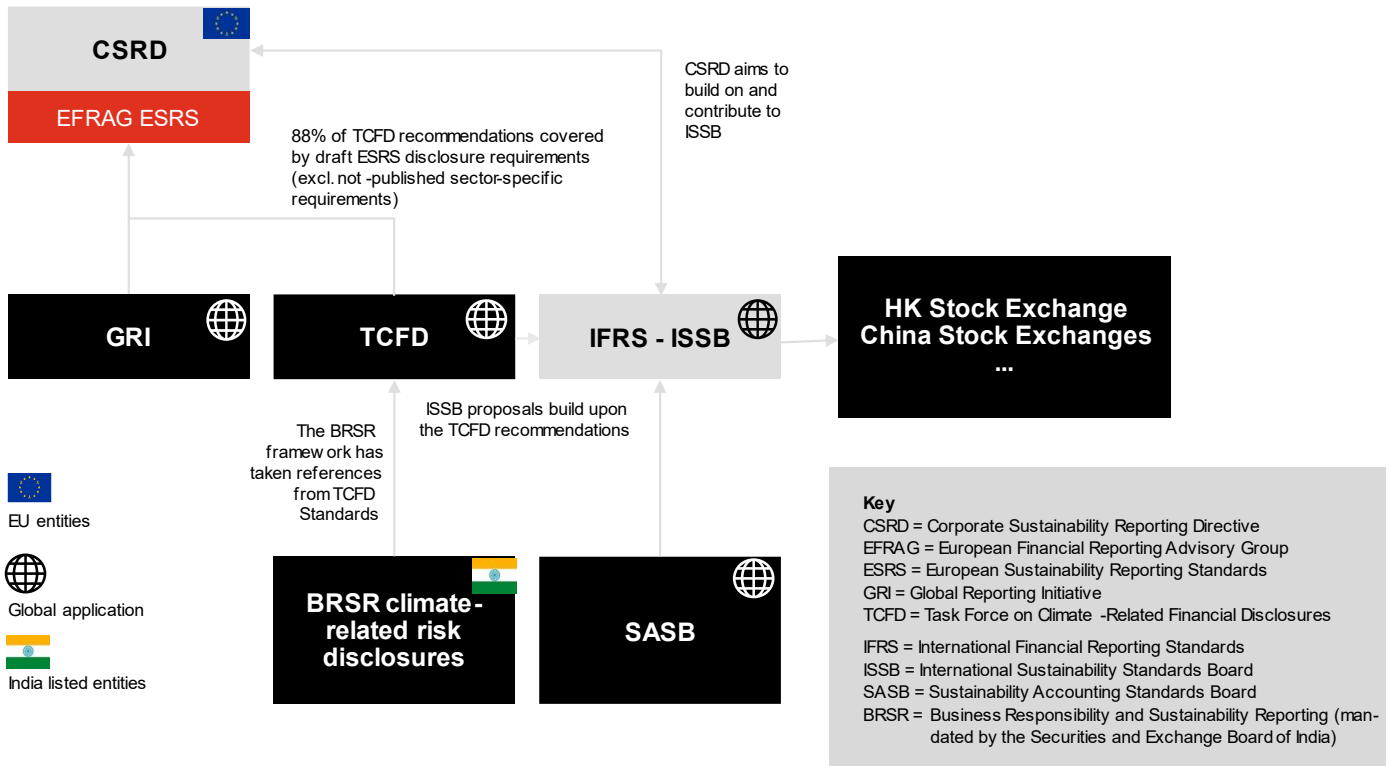 CSRD
EFRAG ESRS
CSRD aims to
build on and
contribute to
ISSB
88% of TCFD recommendations covered
by draft ESRS disclosure requirements
(excl. not -published sector-specific
requirements)
GRI
TCFD
IFRS - ISSB
HK Stock Exchange
China Stock Exchanges
...
The BRSR
framework has
taken references
from TCFD
Standards
ISSB proposals build upon
the TCFD recommendations
EU entities
Global application
India listed entities
BRSR climate-
related risk
disclosures
SASB
Key
CSRD = Corporate Sustainability Reporting Directive
EFRAG = European Financial Reporting Advisory Group
ESRS = European Sustainability Reporting Standards
GRI = Global Reporting Initiative
TCFD = Task Force on Climate -Related Financial Disclosures
IFRS = International Financial Reporting Standards
ISSB = International Sustainability Standards Board
SASB = Sustainability Accounting Standards Board
BRSR = Business Responsibility and Sustainability Reporting (man-
dated by the Securities and Exchange Board of India)